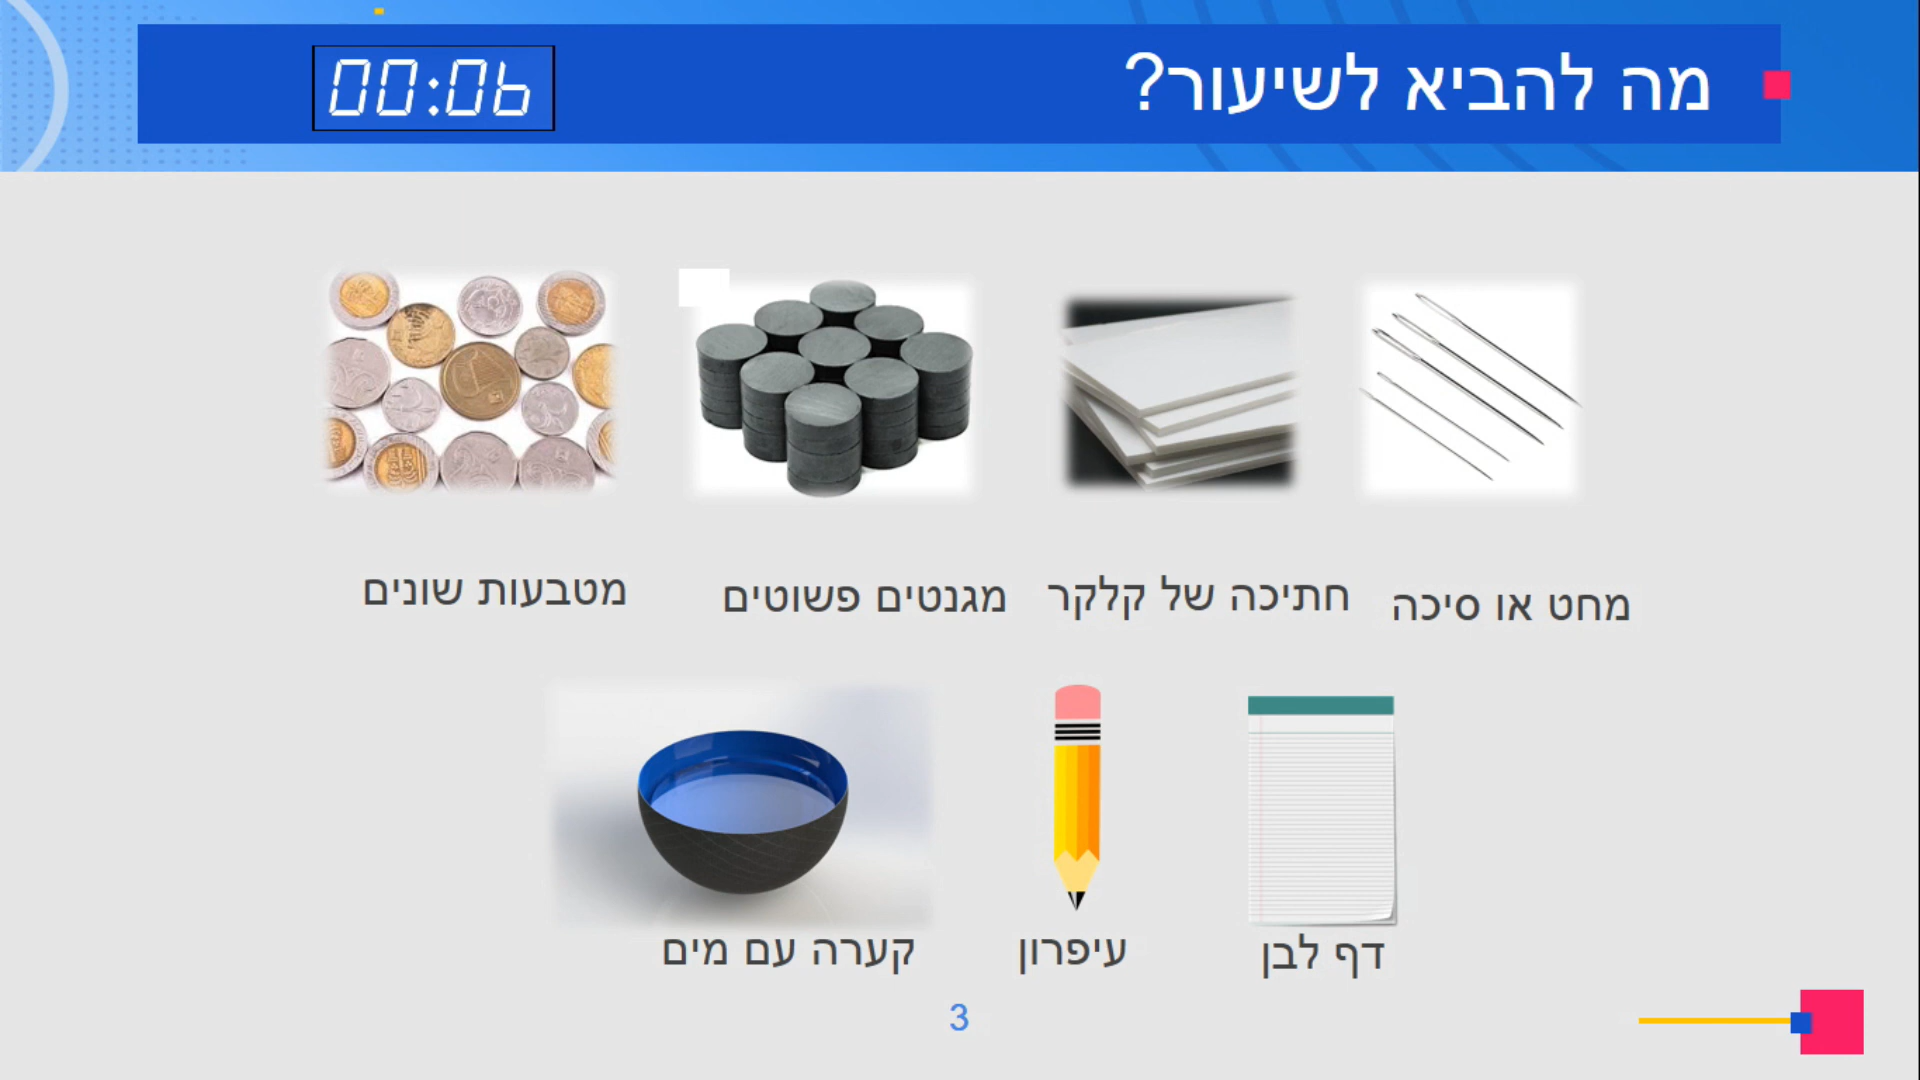 מה להביא לשיעור?
00:06
מחט או סיכה
חתיכה של קלקר
מגנטים פשוטים
מטבעות שונים
דף לבן
עיפרון
קערה עם מים
3